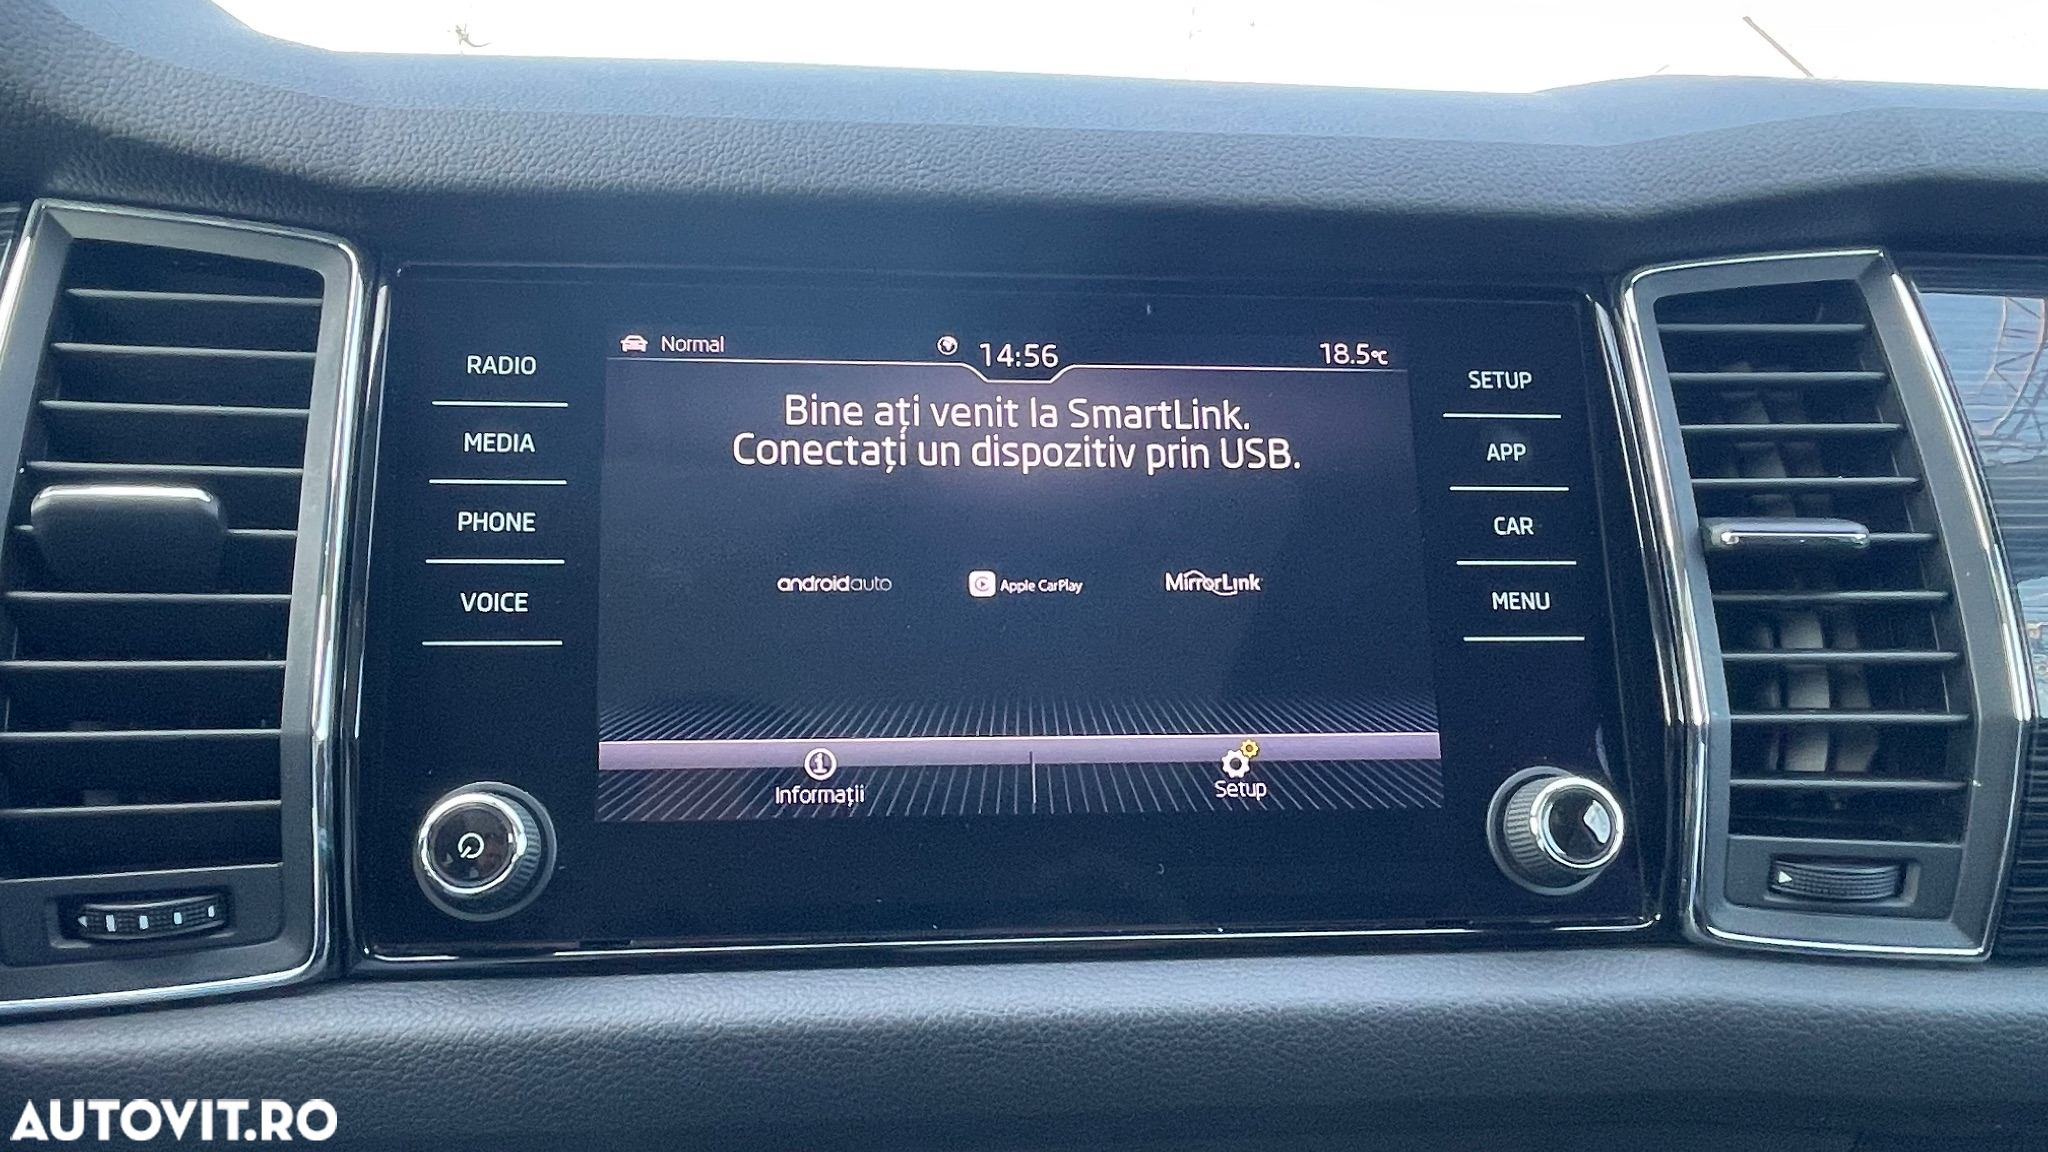 Normal
14:56
18.5°C
RADIO
MEDIA
PHONE
VOICE
Bine ați venit la SmartLink.
Conectați un dispozitiv prin USB.
androidauto
Apple CarPlay
MirrorLink
Informații
Setup
SETUP
APP
CAR
MENU
AUTOVIT.RO